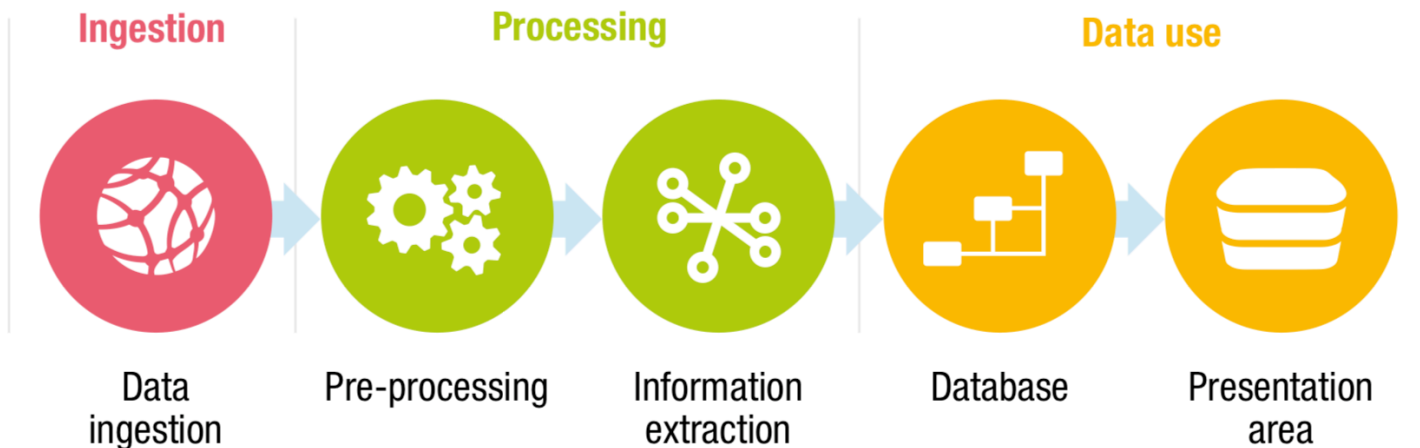 Ingestion
Processing
Data use
Data
ingestion
Pre-processing
Information
extraction
Database
Presentation
area